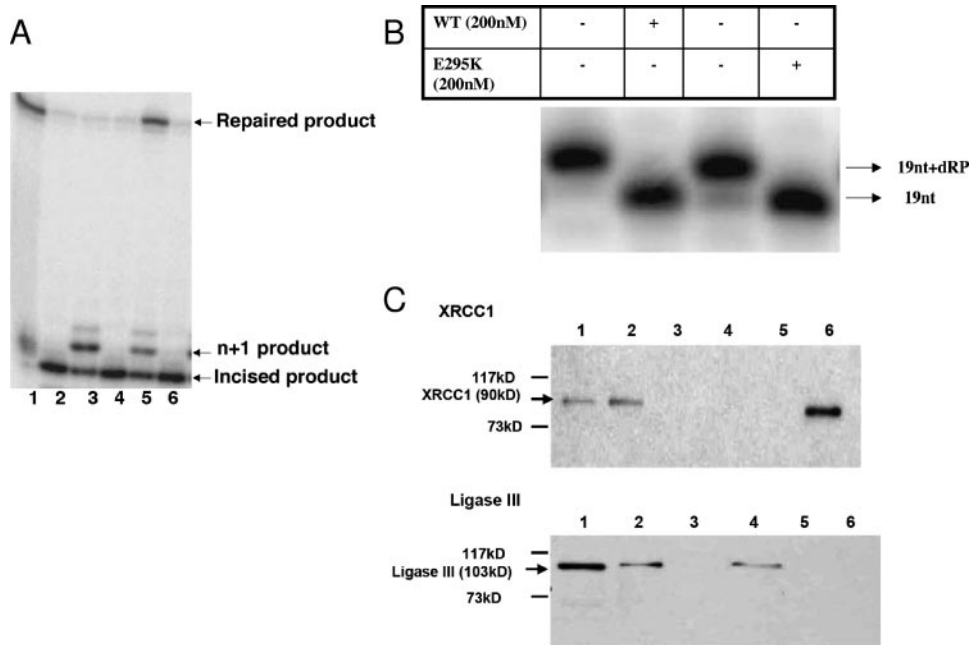 A
Repaired product
n+1 product
Incised product
1 2 3 4 5 6
B
WT (200nM) - + - -
E295K (200nM) - - - +
19nt+dRP
19nt
C
XRCC1
1 2 3 4 5 6
117kD
XRCC1 (90kD)
73kD
Ligase III
1 2 3 4 5 6
117kD
Ligase III (103kD)
73kD